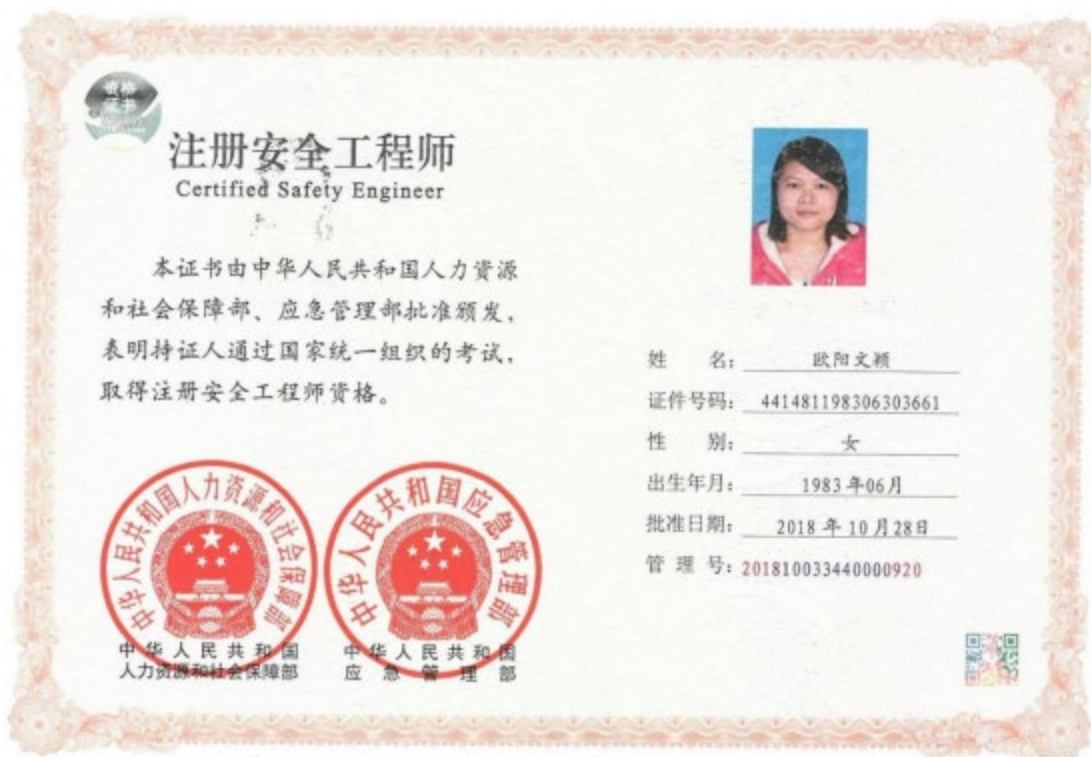 资格
证书
注册安全工程师
Certified Safety Engineer
本证书由中华人民共和国人力资源
和社会保障部、应急管理部批准颁发，
表明持证人通过国家统一组织的考试，
取得注册安全工程师资格。
姓 名： 欧阳文颖
证件号码： 441481198306303661
性 别： 女
出生年月： 1983年06月
批准日期： 2018年10月28日
管 理 号：201810033440000920
中华人民共和国人力资源和社会保障部
中华人民共和国应急管理部
中华人民共和国
人力资源和社会保障部
中华人民共和国
应急管理部